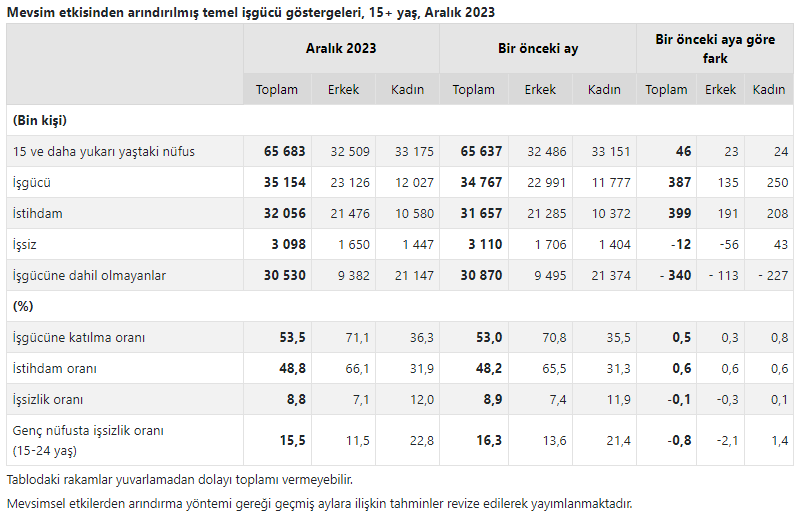 Mevsim etkisinden arındırılmış temel işgücü göstergeleri, 15+ yaş, Aralık 2023
Aralık 2023 Bir önceki ay Bir önceki aya göre
fark
Toplam Erkek Kadın Toplam Erkek Kadın Toplam Erkek Kadın
(Bin kişi)
15 ve daha yukarı yaştaki nüfus 65 683 32 509 33 175 65 637 32 486 33 151 46 23 24
İşgücü 35 154 23 126 12 027 34 767 22 991 11 777 387 135 250
İstihdam 32 056 21 476 10 580 31 657 21 285 10 372 399 191 208
İşsiz 3 098 1 650 1 447 3 110 1 706 1 404 -12 -56 43
İşgücüne dahil olmayanlar 30 530 9 382 21 147 30 870 9 495 21 374 - 340 - 113 - 227
(%)
İşgücüne katılma oranı 53,5 71,1 36,3 53,0 70,8 35,5 0,5 0,3 0,8
İstihdam oranı 48,8 66,1 31,9 48,2 65,5 31,3 0,6 0,6 0,6
İşsizlik oranı 8,8 7,1 12,0 8,9 7,4 11,9 -0,1 -0,3 0,1
Genç nüfusta işsizlik oranı
(15-24 yaş) 15,5 11,5 22,8 16,3 13,6 21,4 -0,8 -2,1 1,4
Tablodaki rakamlar yuvarlamadan dolayı toplamı vermeyebilir.
Mevsimsel etkilerden arındırma yöntemi gereği geçmiş aylara ilişkin tahminler revize edilerek yayımlanmaktadır.